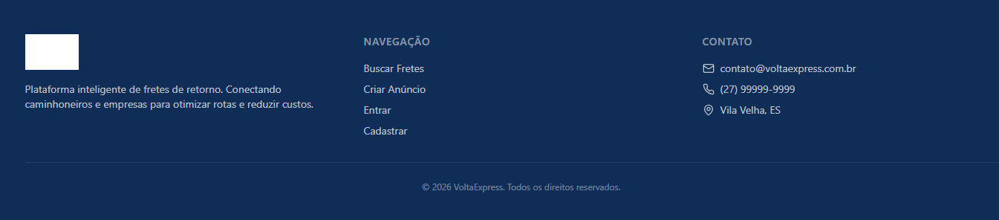 Plataforma inteligente de fretes de retorno. Conectando
caminhoneiros e empresas para otimizar rotas e reduzir custos.
NAVEGAÇÃO
Buscar Fretes
Criar Anúncio
Entrar
Cadastrar
CONTATO
contato@voltaexpress.com.br
(27) 99999-9999
Vila Velha, ES
© 2026 VoltaExpress. Todos os direitos reservados.